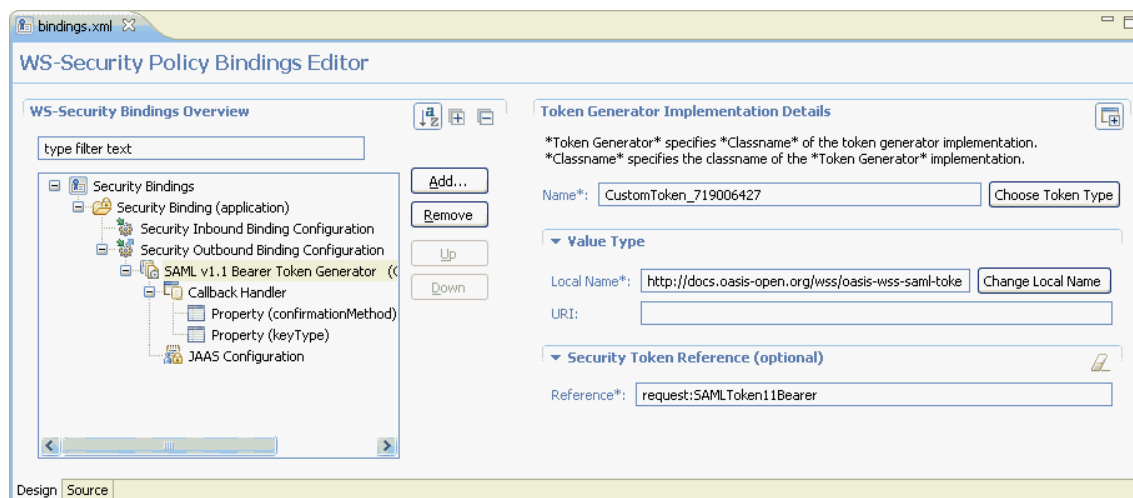 bindings.xml
WS-Security Policy Bindings Editor
WS-Security Bindings Overview
type filter text
Security Bindings
Security Binding (application)
Security Inbound Binding Configuration
Security Outbound Binding Configuration
SAML v1.1 Bearer Token Generator (
Callback Handler
Property (confirmationMethod)
Property (keyType)
JAAS Configuration
Add...
Remove
Up
Down
Token Generator Implementation Details
*Token Generator* specifies *Classname* of the token generator implementation.
*Classname* specifies the classname of the *Token Generator* implementation.
Name*: CustomToken_719006427 Choose Token Type
Value Type
Local Name*: http://docs.oasis-open.org/wss/oasis-wss-saml-toke Change Local Name
URI:
Security Token Reference (optional)
Reference*: request:SAMLToken11Bearer
Design Source